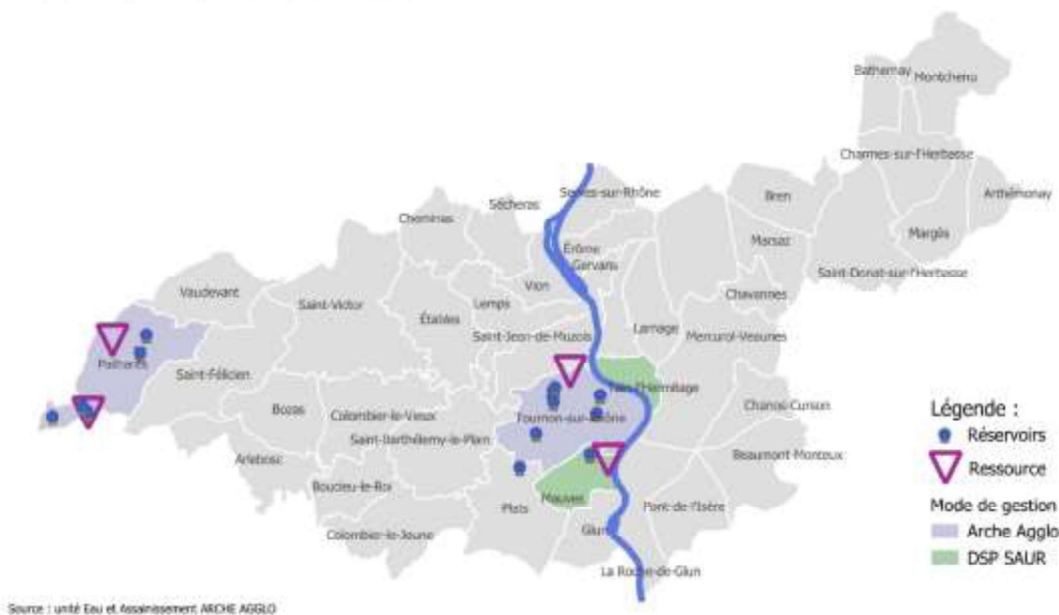 Bathernay
Montchenu
Charmes-sur-l'Herbasse
Arthémonay
Serves-sur-Rhône
Bren
Sécheras
Cheminas
Margès
Marsaz
Érôme
Gervans
Saint-Donat-sur-l'Herbasse
Vion
Vaudevant
Saint-Victor
Chavannes
Lemps
Étables
Larnage
Saint-Jean-de-Muzols
Mercurol-Veaunes
Pailharès
Saint-Félicien
Tain-l'Hermitage
Chanos-Curson
Bozas
Colombier-le-Vieux
Tournon-sur-Rhône
Saint-Barthélemy-le-Plain
Arlebosc
Beaumont-Monteux
Boucieu-le-Roi
Mauves
Plats
Pont-de-l'Isère
Colombier-le-Jeune
Glun
La Roche-de-Glun
Légende :
Réservoirs
Ressource
Mode de gestion
Arche Agglo
DSP SAUR
Source : unité Eau et Assainissement ARCHE AGGLO